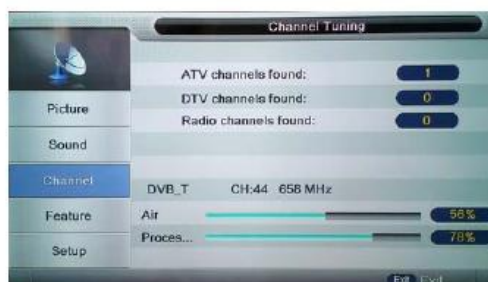 Channel Tuning
ATV channels found: 1
DTV channels found: 0
Radio channels found: 0
Picture
Sound
Channel
Feature
Setup
DVB_T CH:44 658 MHz
Air 56%
Proces... 78%
Exit Exit